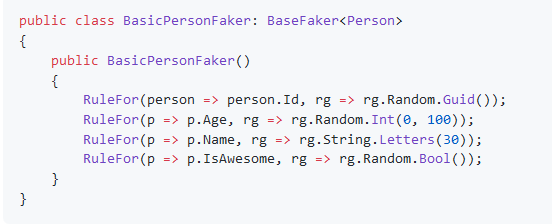 public class BasicPersonFaker: BaseFaker<Person>
{
    public BasicPersonFaker()
    {
        RuleFor(person => person.Id, rg => rg.Random.Guid());
        RuleFor(p => p.Age, rg => rg.Random.Int(0, 100));
        RuleFor(p => p.Name, rg => rg.String.Letters(30));
        RuleFor(p => p.IsAwesome, rg => rg.Random.Bool());
    }
}